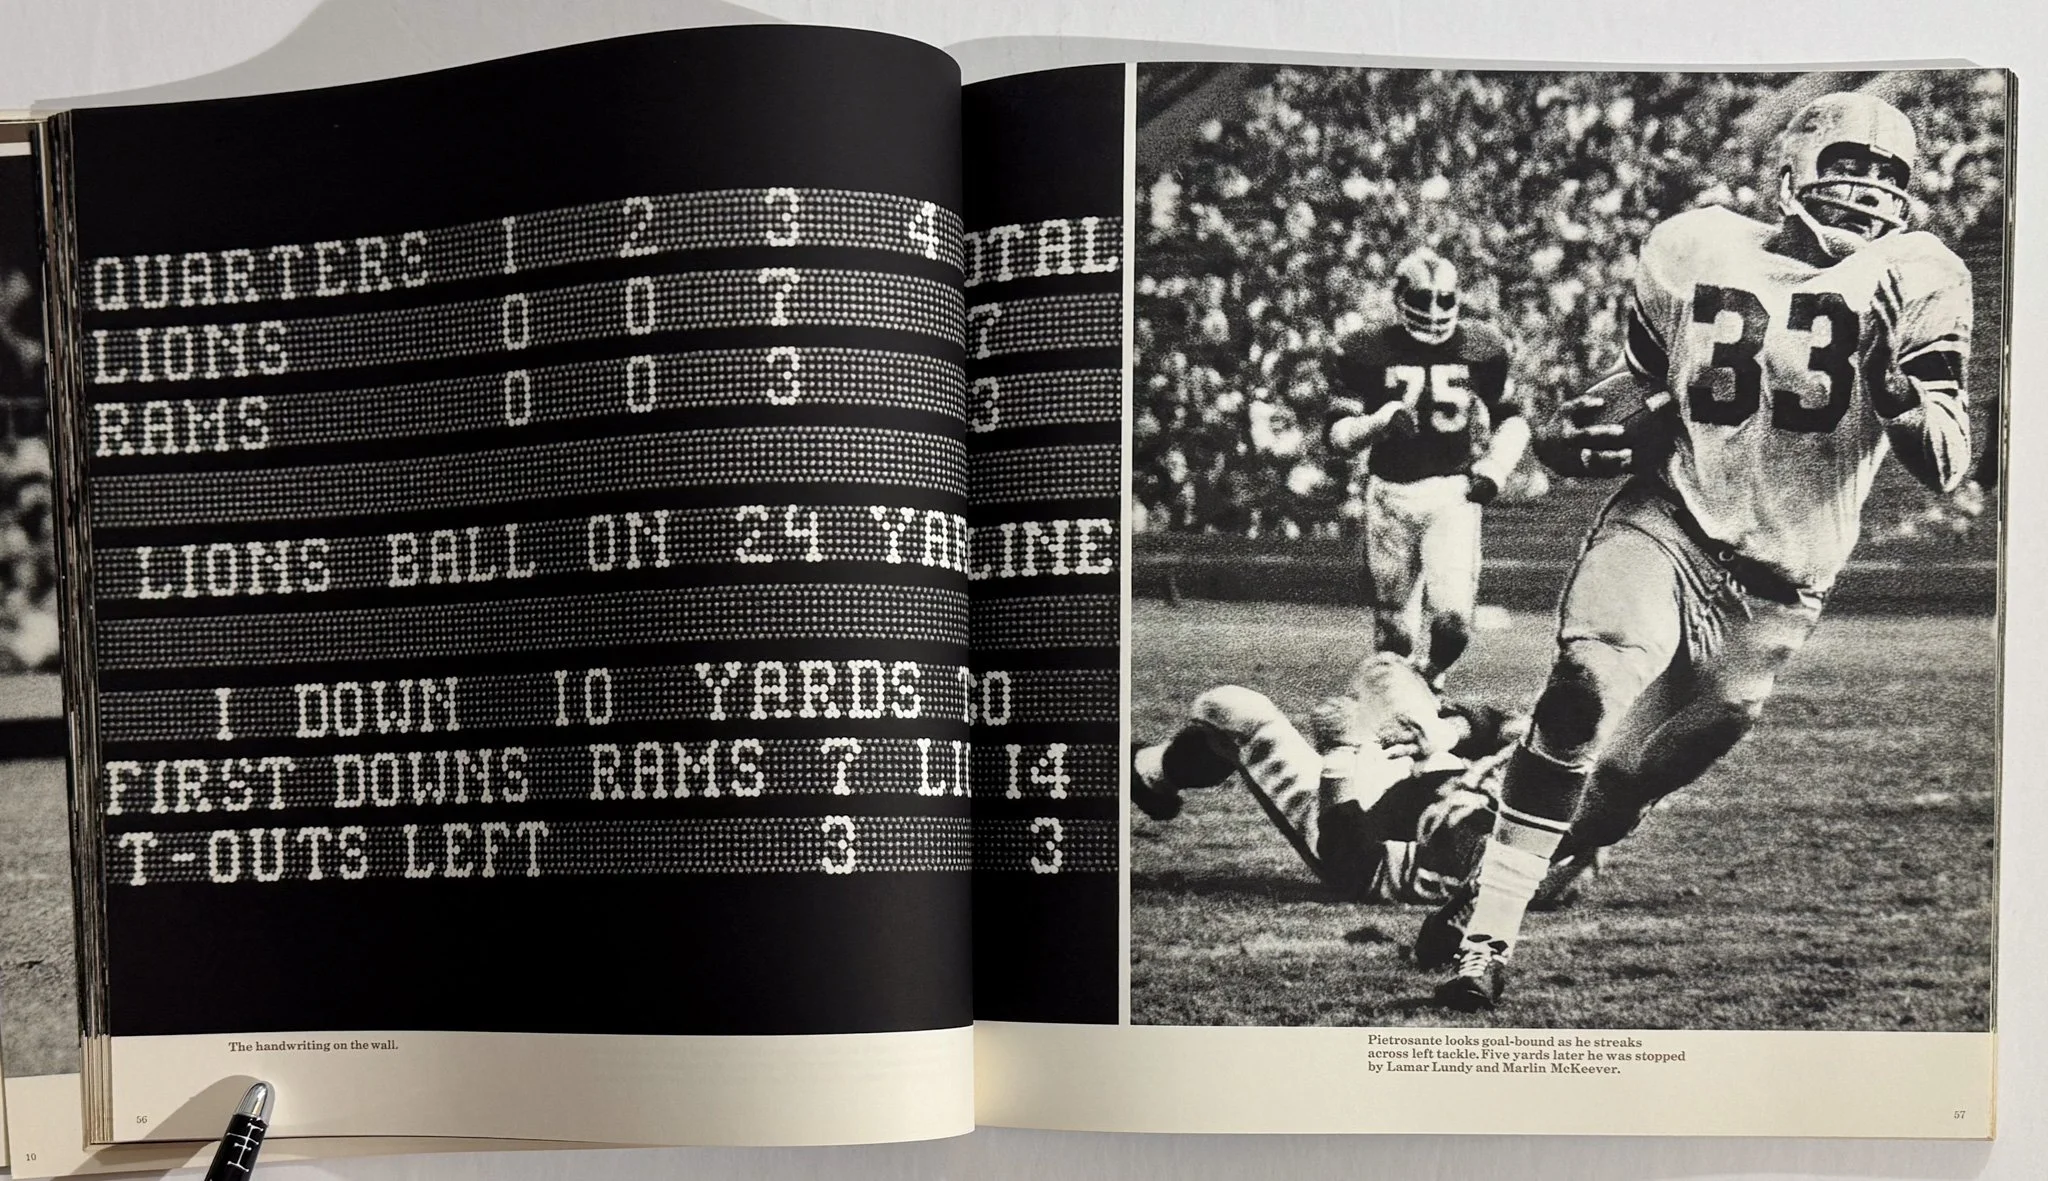 QUARTERS 1 2 3 4 OTAL
LIONS 0 0 7 7
RAMS 0 0 3 3
LIONS BALL ON 24 YAR LINE
1 DOWN 10 YARDS GO
FIRST DOWNS RAMS 7 LI 14
T-OUTS LEFT 3 3
The handwriting on the wall.
56
10
75
33
Pietrosante looks goal-bound as he streaks
across left tackle. Five yards later he was stopped
by Lamar Lundy and Marlin McKeever.
57